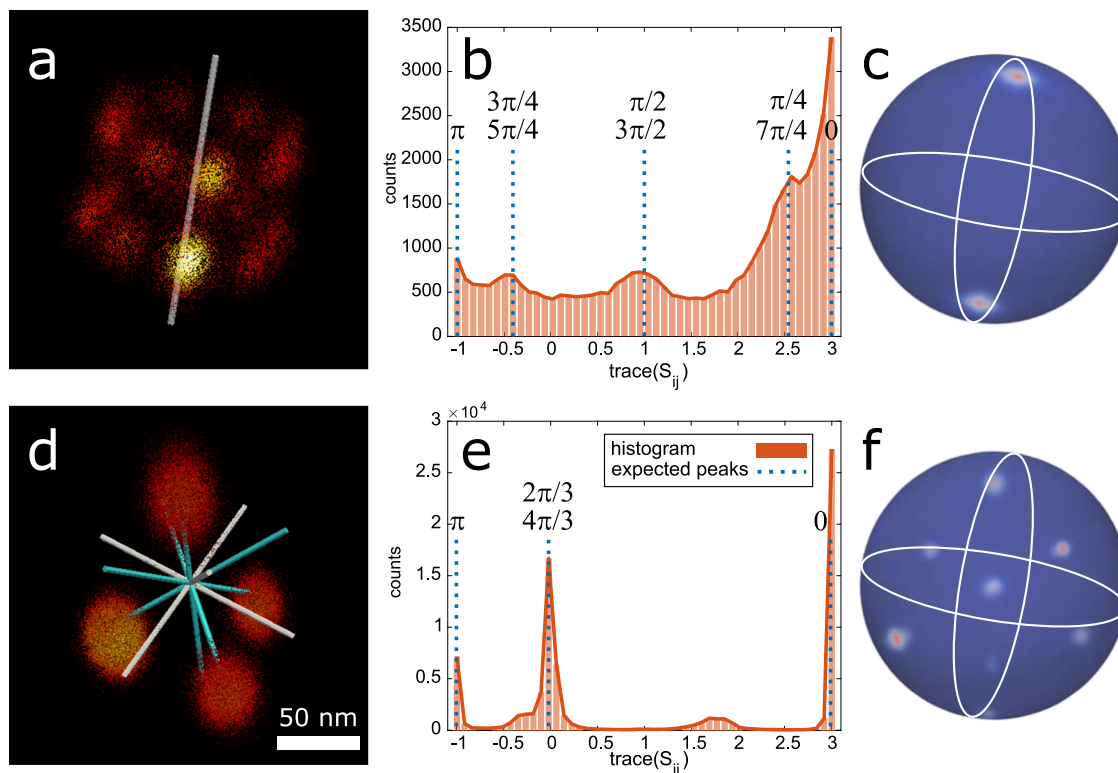 a
b
c
3500
3000
2500
2000
1500
1000
500
0
counts
π
3π/4
5π/4
π/2
3π/2
π/4
7π/4
0
-1 -0.5 0 0.5 1 1.5 2 2.5 3
trace(S_ij)
d
50 nm
e
f
3 × 10^4
2.5
2
1.5
1
0.5
0
counts
histogram
expected peaks
π
2π/3
4π/3
0
-1 -0.5 0 0.5 1 1.5 2 2.5 3
trace(S_ij)